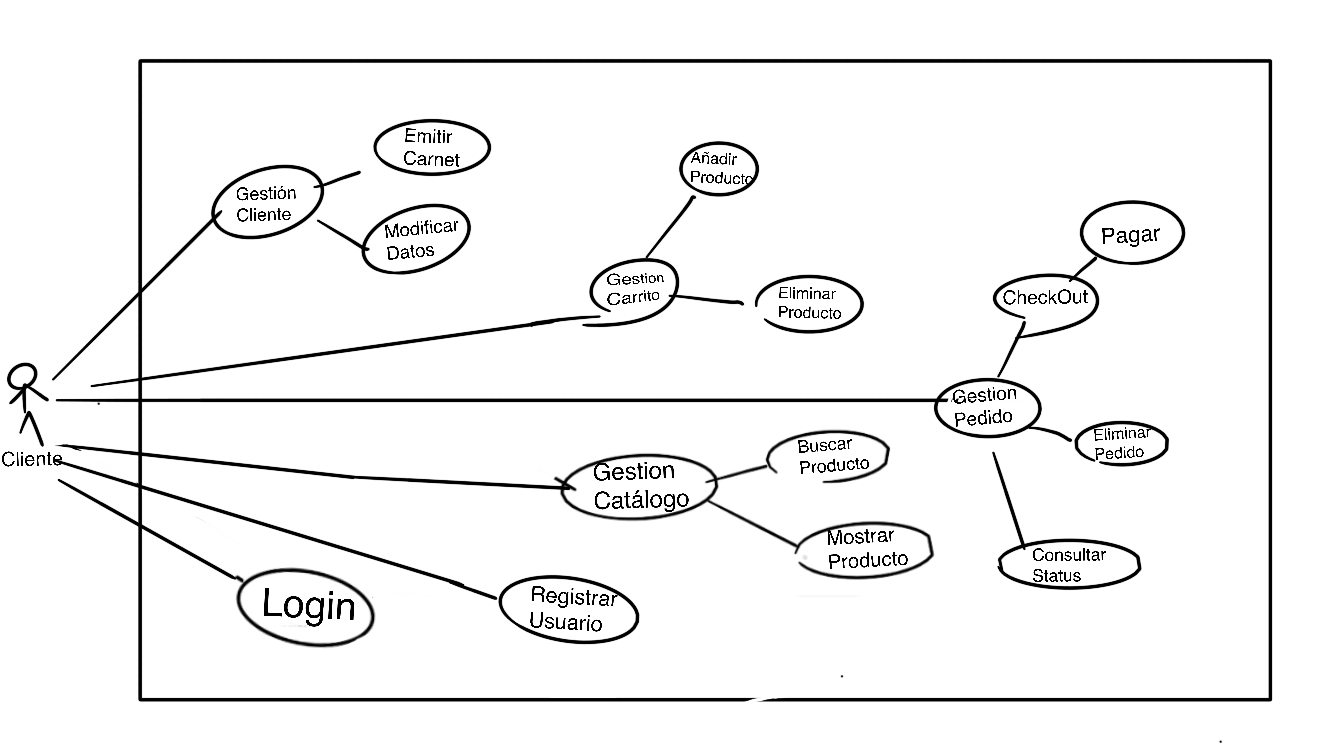 Emitir
Carnet
Gestión
Cliente
Modificar
Datos
Añadir
Producto
Gestion
Carrito
Eliminar
Producto
Pagar
CheckOut
Gestion
Pedido
Eliminar
Pedido
Consultar
Status
Cliente
Gestion
Catálogo
Buscar
Producto
Mostrar
Producto
Login
Registrar
Usuario